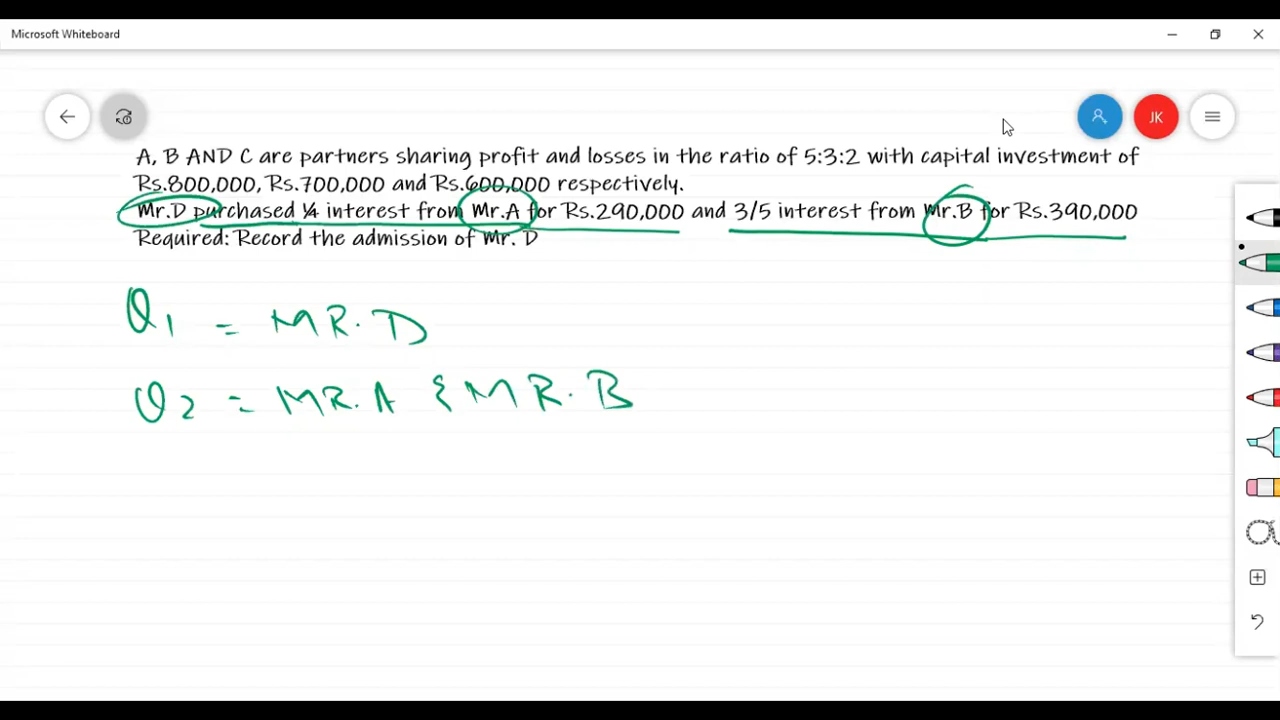 Microsoft Whiteboard
JK
A, B AND C are partners sharing profit and losses in the ratio of 5:3:2 with capital investment of
Rs.800,000, Rs.700,000 and Rs.600,000 respectively.
Mr.D purchased ¼ interest from Mr.A for Rs.290,000 and 3/5 interest from Mr.B for Rs.390,000
Required: Record the admission of Mr. D
Q1 = MR. D
Q2 = MR. A & MR. B